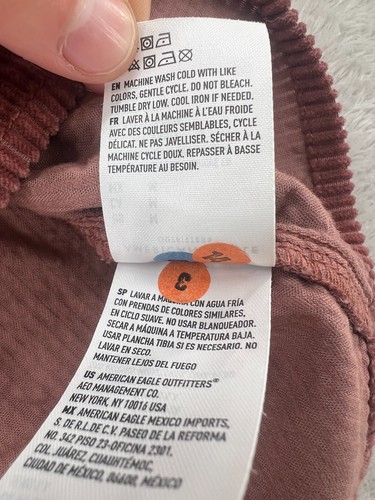 EN MACHINE WASH COLD WITH LIKE
COLORS, GENTLE CYCLE. DO NOT BLEACH.
TUMBLE DRY LOW. COOL IRON IF NEEDED.
FR LAVER À LA MACHINE À L'EAU FROIDE
AVEC DES COULEURS SEMBLABLES, CYCLE
DÉLICAT. NE PAS JAVELLISER. SÉCHER À LA
MACHINE CYCLE DOUX. REPASSER À BASSE
TEMPÉRATURE AU BESOIN.
3
SP LAVAR A MÁQUINA CON AGUA FRÍA
CON PRENDAS DE COLORES SIMILARES,
EN CICLO SUAVE. NO USAR BLANQUEADOR.
SECAR A MÁQUINA A TEMPERATURA BAJA.
USAR PLANCHA TIBIA SI ES NECESARIO. NO
LAVAR EN SECO.
MANTENER LEJOS DEL FUEGO
US AMERICAN EAGLE OUTFITTERS®
AEO MANAGEMENT CO.
NEW YORK, NY 10016 USA
MX AMERICAN EAGLE MEXICO IMPORTS,
S. DE R.L.DE C.V. PASEO DE LA REFORMA
NO. 342 PISO 23-OFICINA 2301,
COL. JUÁREZ, CUAUHTÉMOC,
CIUDAD DE MÉXICO, 06600, MÉXICO